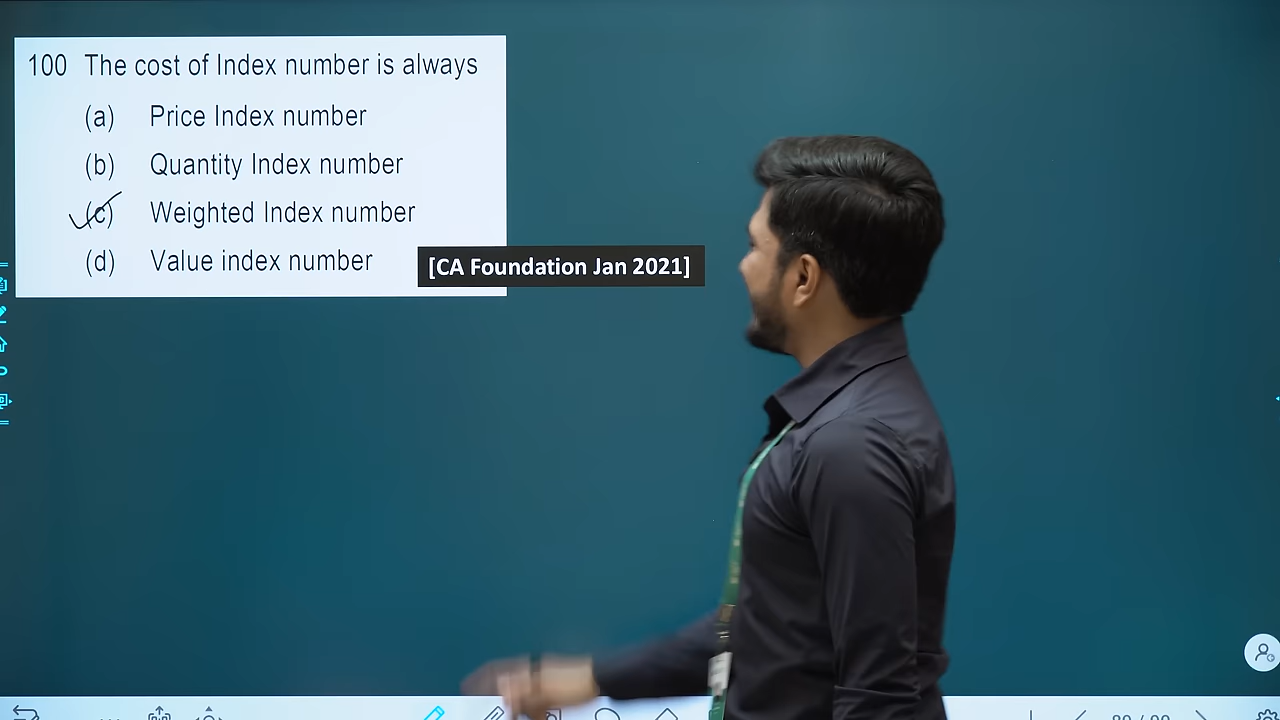 100 The cost of Index number is always
(a) Price Index number
(b) Quantity Index number
(c) Weighted Index number
(d) Value index number
[CA Foundation Jan 2021]